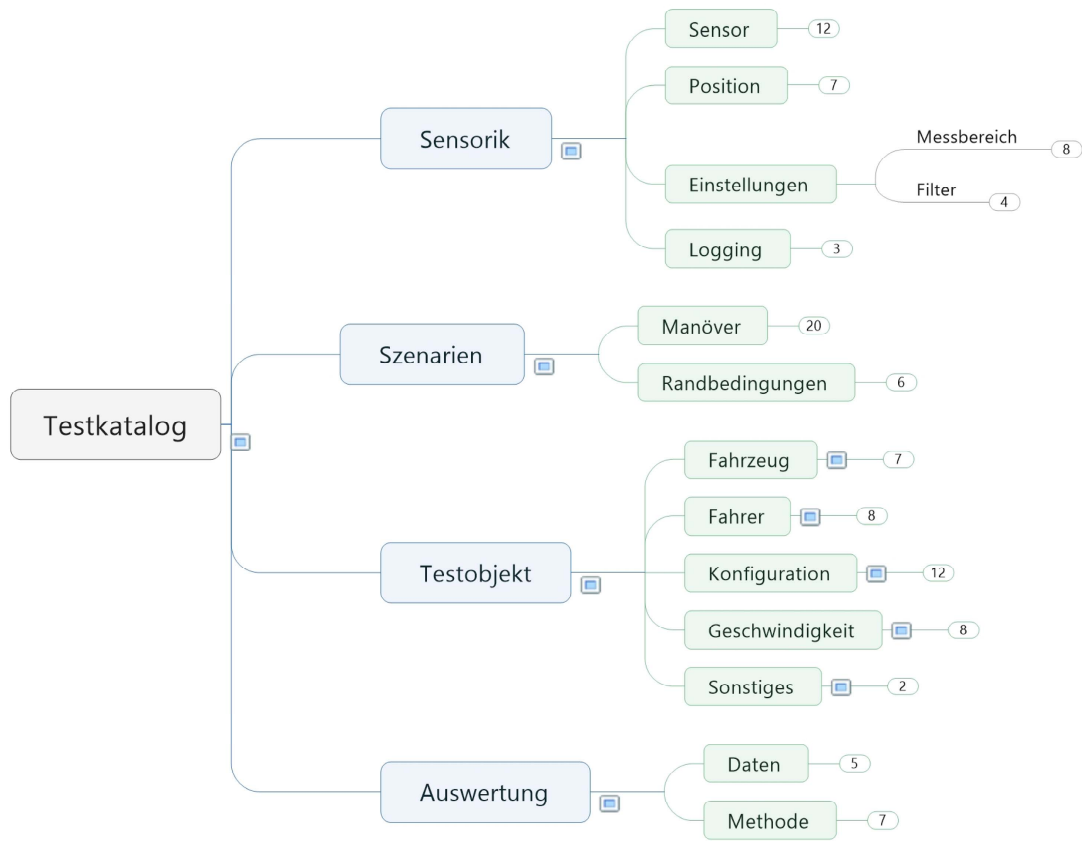 Testkatalog
Sensorik
Sensor 12
Position 7
Einstellungen
Messbereich 8
Filter 4
Logging 3
Szenarien
Manöver 20
Randbedingungen 6
Testobjekt
Fahrzeug 7
Fahrer 8
Konfiguration 12
Geschwindigkeit 8
Sonstiges 2
Auswertung
Daten 5
Methode 7